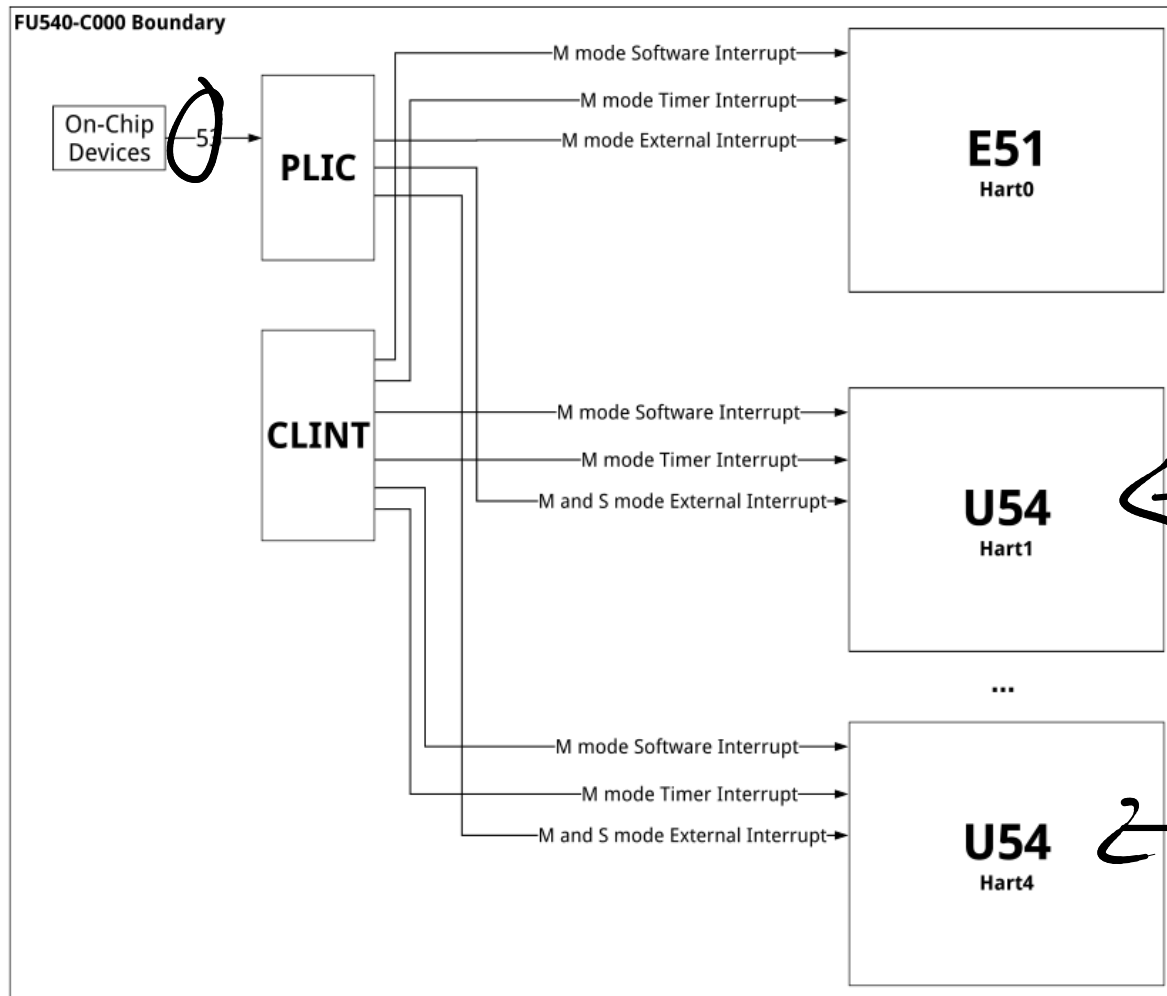 FU540-C000 Boundary
M mode Software Interrupt
On-Chip
Devices
53
PLIC
M mode Timer Interrupt
M mode External Interrupt
E51
Hart0
CLINT
M mode Software Interrupt
M mode Timer Interrupt
M and S mode External Interrupt
U54
Hart1
...
M mode Software Interrupt
M mode Timer Interrupt
M and S mode External Interrupt
U54
Hart4